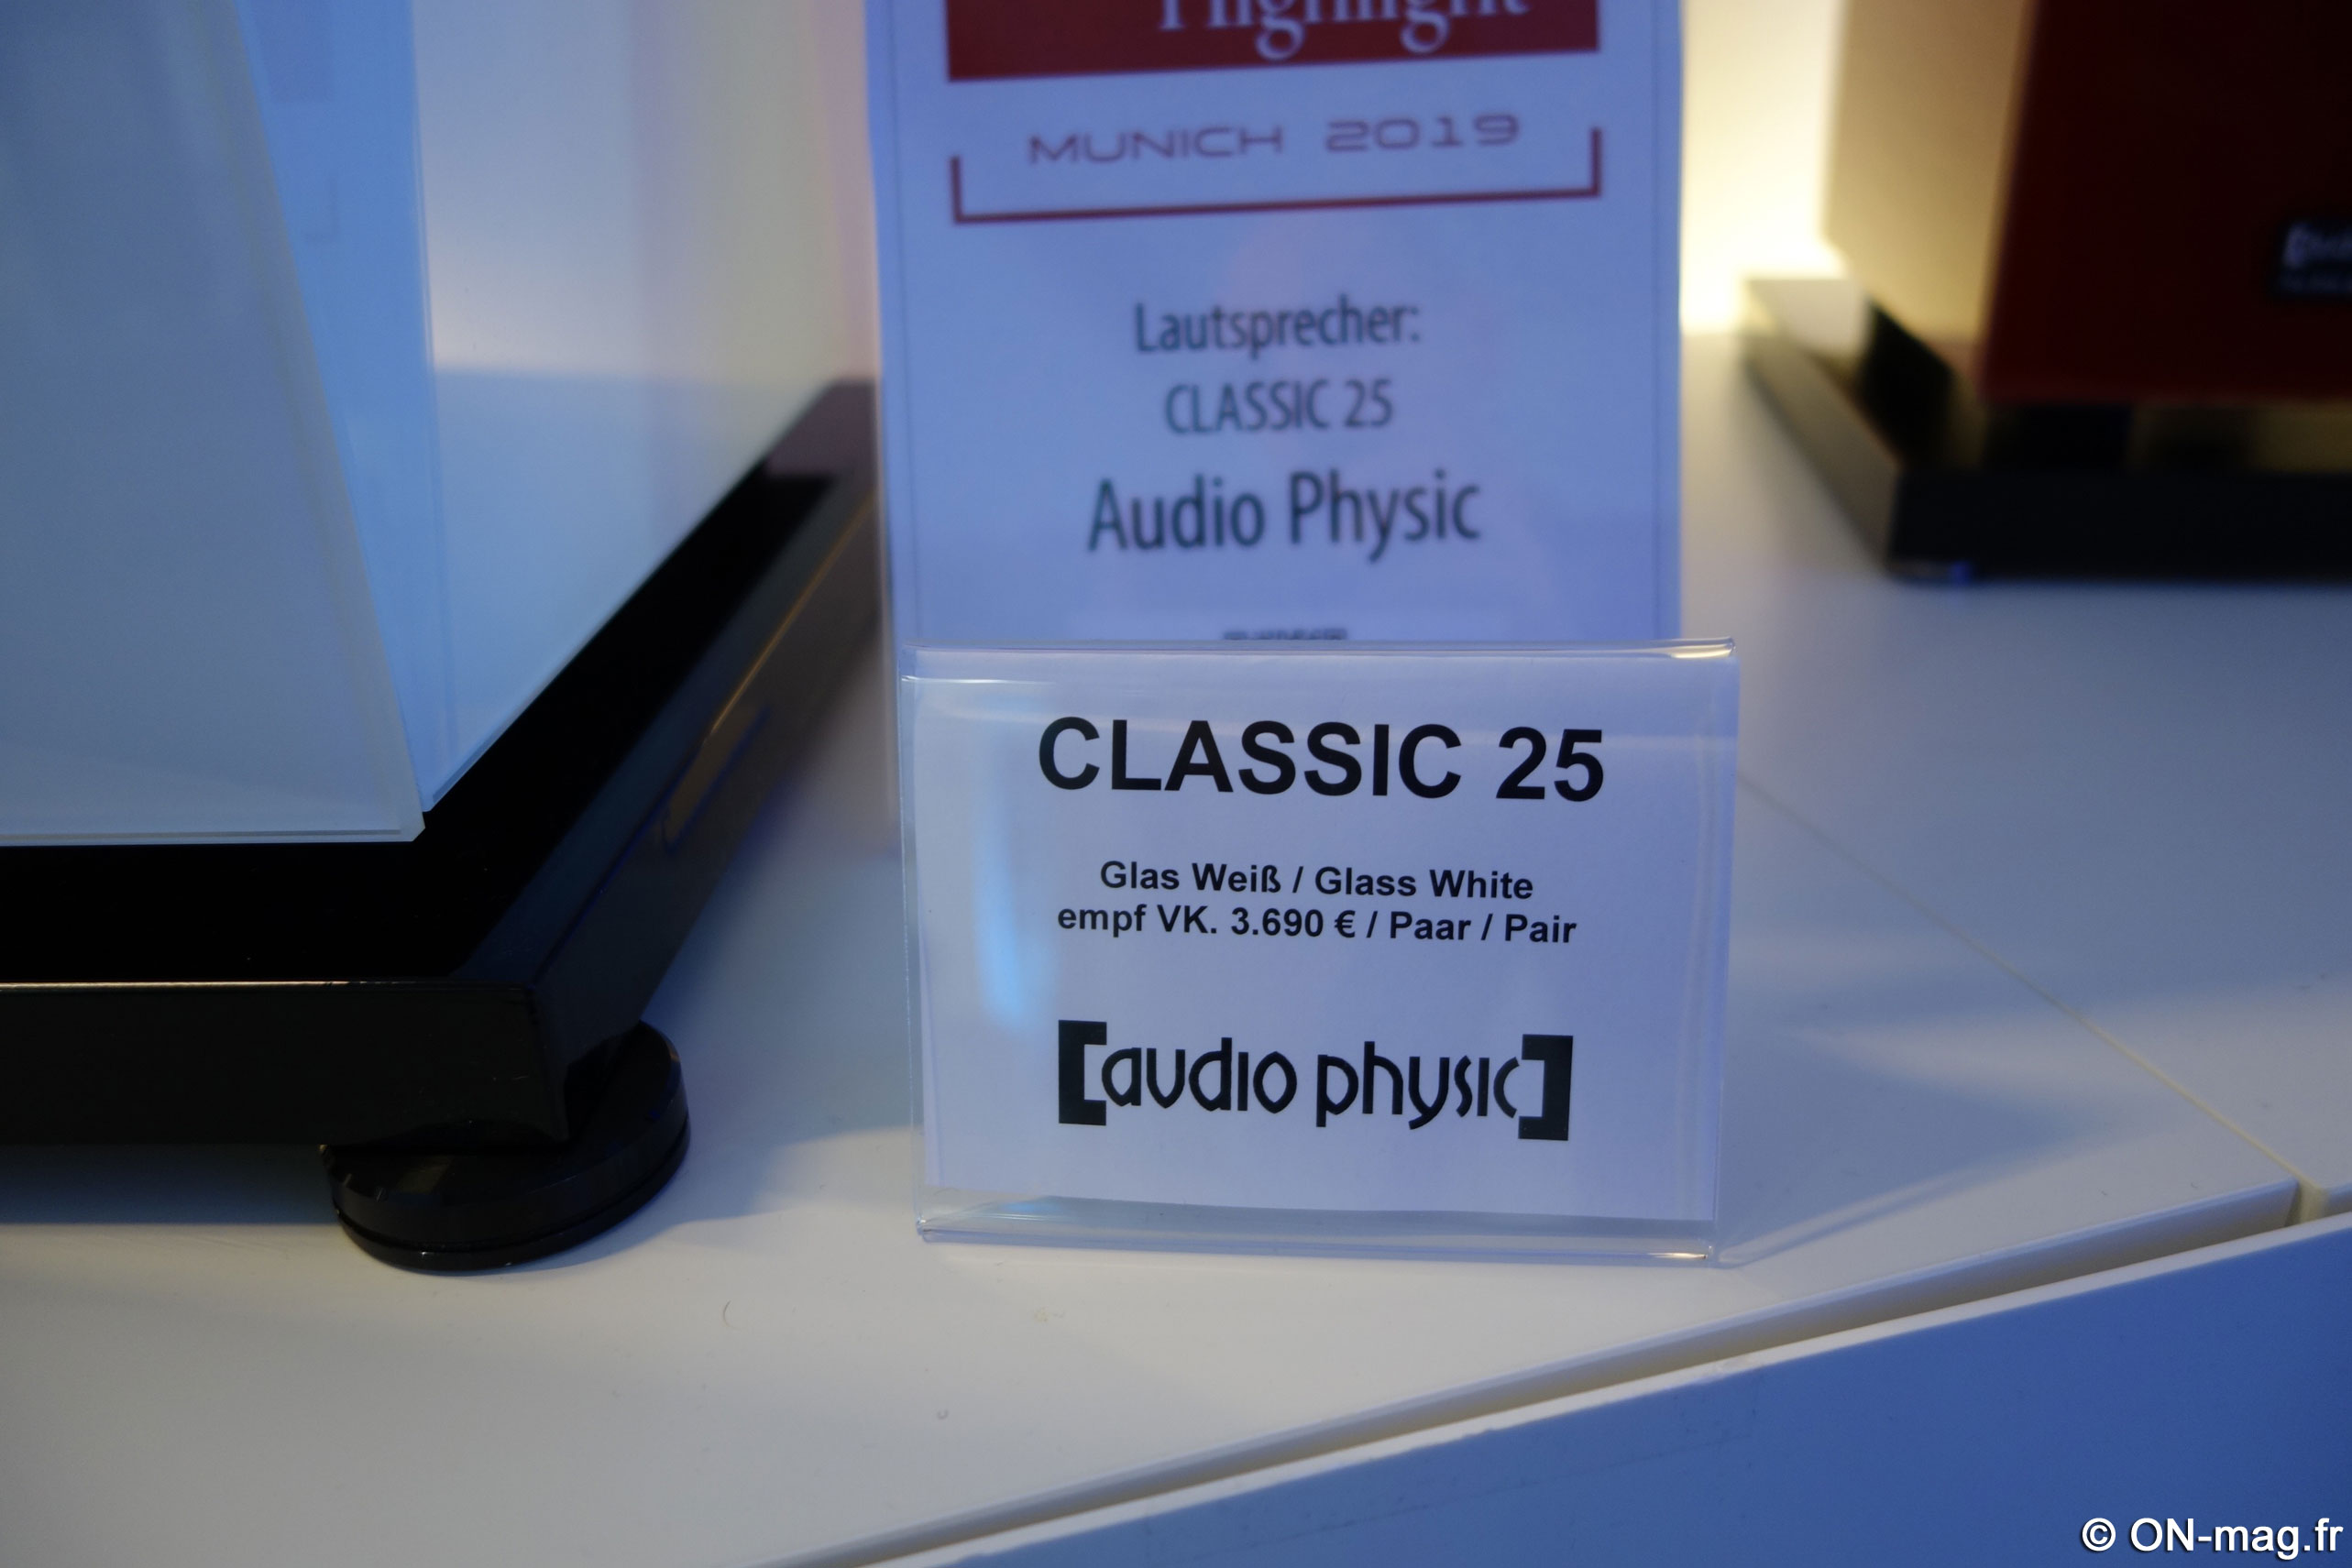 Highlight
MUNICH 2019
Lautsprecher:
CLASSIC 25
Audio Physic
CLASSIC 25
Glas Weiß / Glass White
empf VK. 3.690 € / Paar / Pair
[audio physic]
© ON-mag.fr